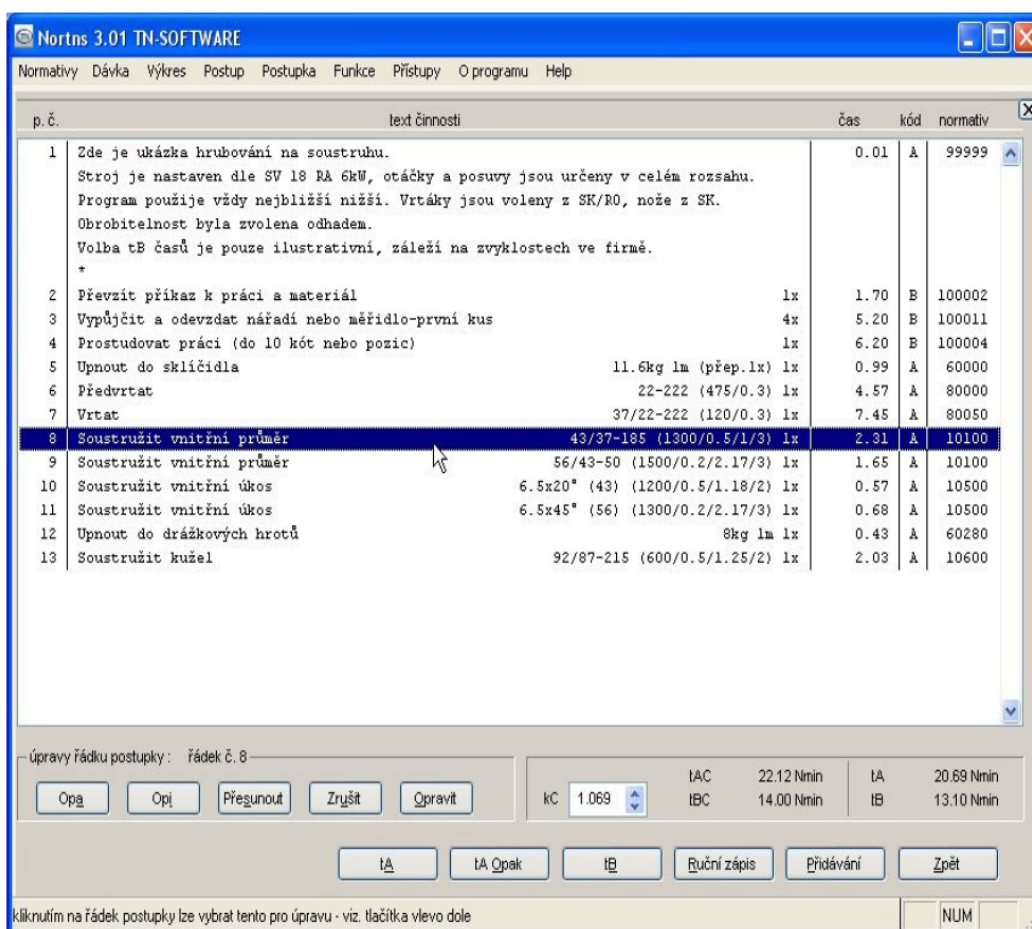 Nortns 3.01 TN-SOFTWARE
Normativy Dávka Výkres Postup Postupka Funkce Přístupy O programu Help
p. č. text činnosti čas kód normativ
1 Zde je ukázka hrubování na soustruhu. 0.01 A 99999
Stroj je nastaven dle SV 18 RA 6kW, otáčky a posuvy jsou určeny v celém rozsahu.
Program použije vždy nejbližší nižší. Vrtáky jsou voleny z SK/RO, nože z SK.
Obrobitelnost byla zvolena odhadem.
Volba tB časů je pouze ilustrativní, záleží na zvyklostech ve firmě.
*
2 Převzít příkaz k práci a materiál 1x 1.70 B 100002
3 Vypůjčit a odevzdat nářadí nebo měřidlo-první kus 4x 5.20 B 100011
4 Prostudovat práci (do 10 kót nebo pozic) 1x 6.20 B 100004
5 Upnout do sklíčidla 11.6kg 1m (přep.1x) 1x 0.99 A 60000
6 Předvrtat 22-222 (475/0.3) 1x 4.57 A 80000
7 Vrtat 37/22-222 (120/0.3) 1x 7.45 A 80050
8 Soustružit vnitřní průměr 43/37-185 (1300/0.5/1/3) 1x 2.31 A 10100
9 Soustružit vnitřní průměr 56/43-50 (1500/0.2/2.17/3) 1x 1.65 A 10100
10 Soustružit vnitřní úkos 6.5x20° (43) (1200/0.5/1.18/2) 1x 0.57 A 10500
11 Soustružit vnitřní úkos 6.5x45° (56) (1300/0.2/2.17/3) 1x 0.68 A 10500
12 Upnout do drážkových hrotů 8kg 1m 1x 0.43 A 60280
13 Soustružit kužel 92/87-215 (600/0.5/1.25/2) 1x 2.03 A 10600
úpravy řádku postupky : řádek č. 8
Opa Opi Přesunout Zrušit Opravit
kC 1.069
tAC 22.12 Nmin tA 20.69 Nmin
tBC 14.00 Nmin tB 13.10 Nmin
tA tA Opak tB Ruční zápis Přidávání Zpět
kliknutím na řádek postupky lze vybrat tento pro úpravu - viz. tlačítka vlevo dole NUM